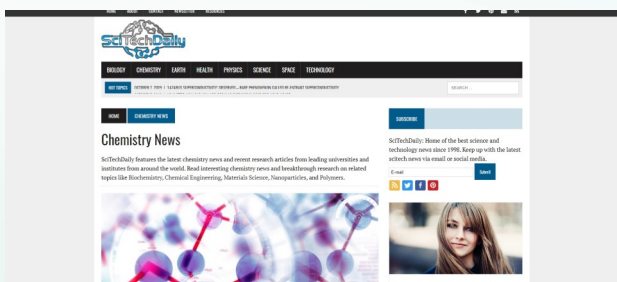 HOME ABOUT CONTACT NEWSLETTER RESOURCES
SciTechDaily
BIOLOGY CHEMISTRY EARTH HEALTH PHYSICS SCIENCE SPACE TECHNOLOGY
HOT TOPICS
SEARCH ...
HOME CHEMISTRY NEWS
Chemistry News
SciTechDaily features the latest chemistry news and recent research articles from leading universities and
institutes from around the world. Read interesting chemistry news and breakthrough research on related
topics like Biochemistry, Chemical Engineering, Materials Science, Nanoparticles, and Polymers.
SUBSCRIBE
SciTechDaily: Home of the best science and
technology news since 1998. Keep up with the latest
scitech news via email or social media.
E-mail Submit